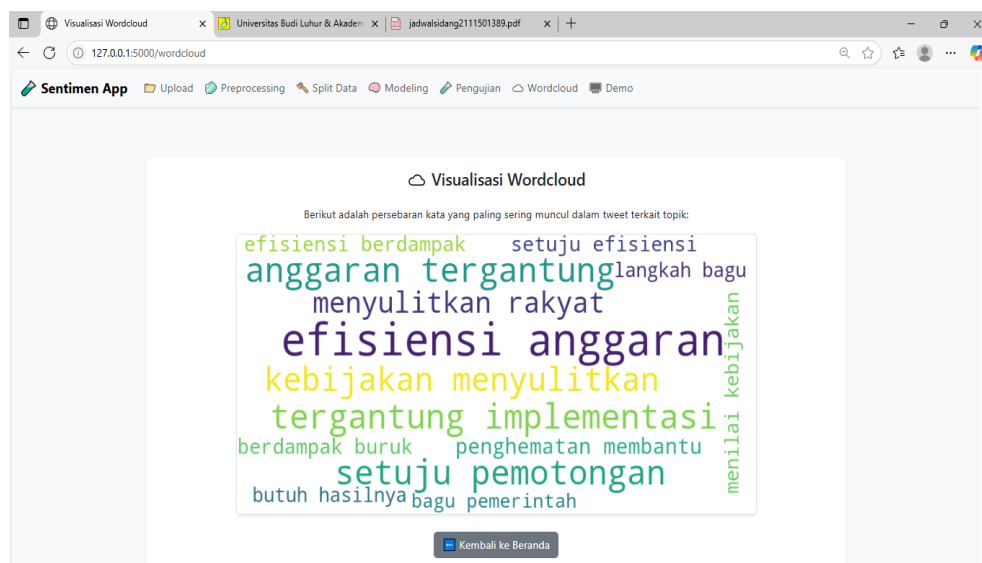 Visualisasi Wordcloud
Universitas Budi Luhur & Akadem
jadwalsidang2111501389.pdf
127.0.0.1:5000/wordcloud
Sentimen App Upload Preprocessing Split Data Modeling Pengujian Wordcloud Demo
Visualisasi Wordcloud
Berikut adalah persebaran kata yang paling sering muncul dalam tweet terkait topik:
efisiensi berdampak setuju efisiensi
anggaran tergantung langkah bagu
menyulitkan rakyat
efisiensi anggaran
kebijakan menyulitkan
tergantung implementasi
menilai kebijakan
berdampak buruk penghematan membantu
setuju pemotongan
butuh hasilnya bagu pemerintah
Kembali ke Beranda